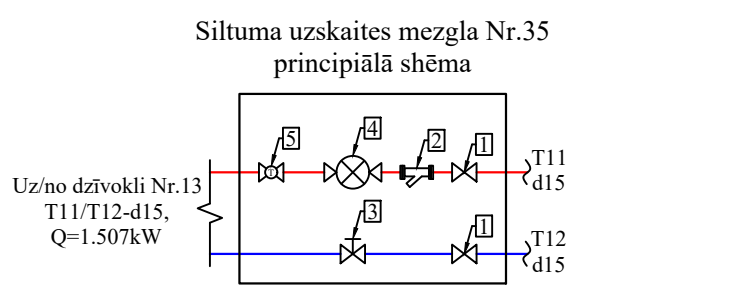 Siltuma uzskaites mezgla Nr.35
principiālā shēma
5
4
2
1
T
T11
d15
Uz/no dzīvokli Nr.13
T11/T12-d15,
Q=1.507kW
3
1
T12
d15